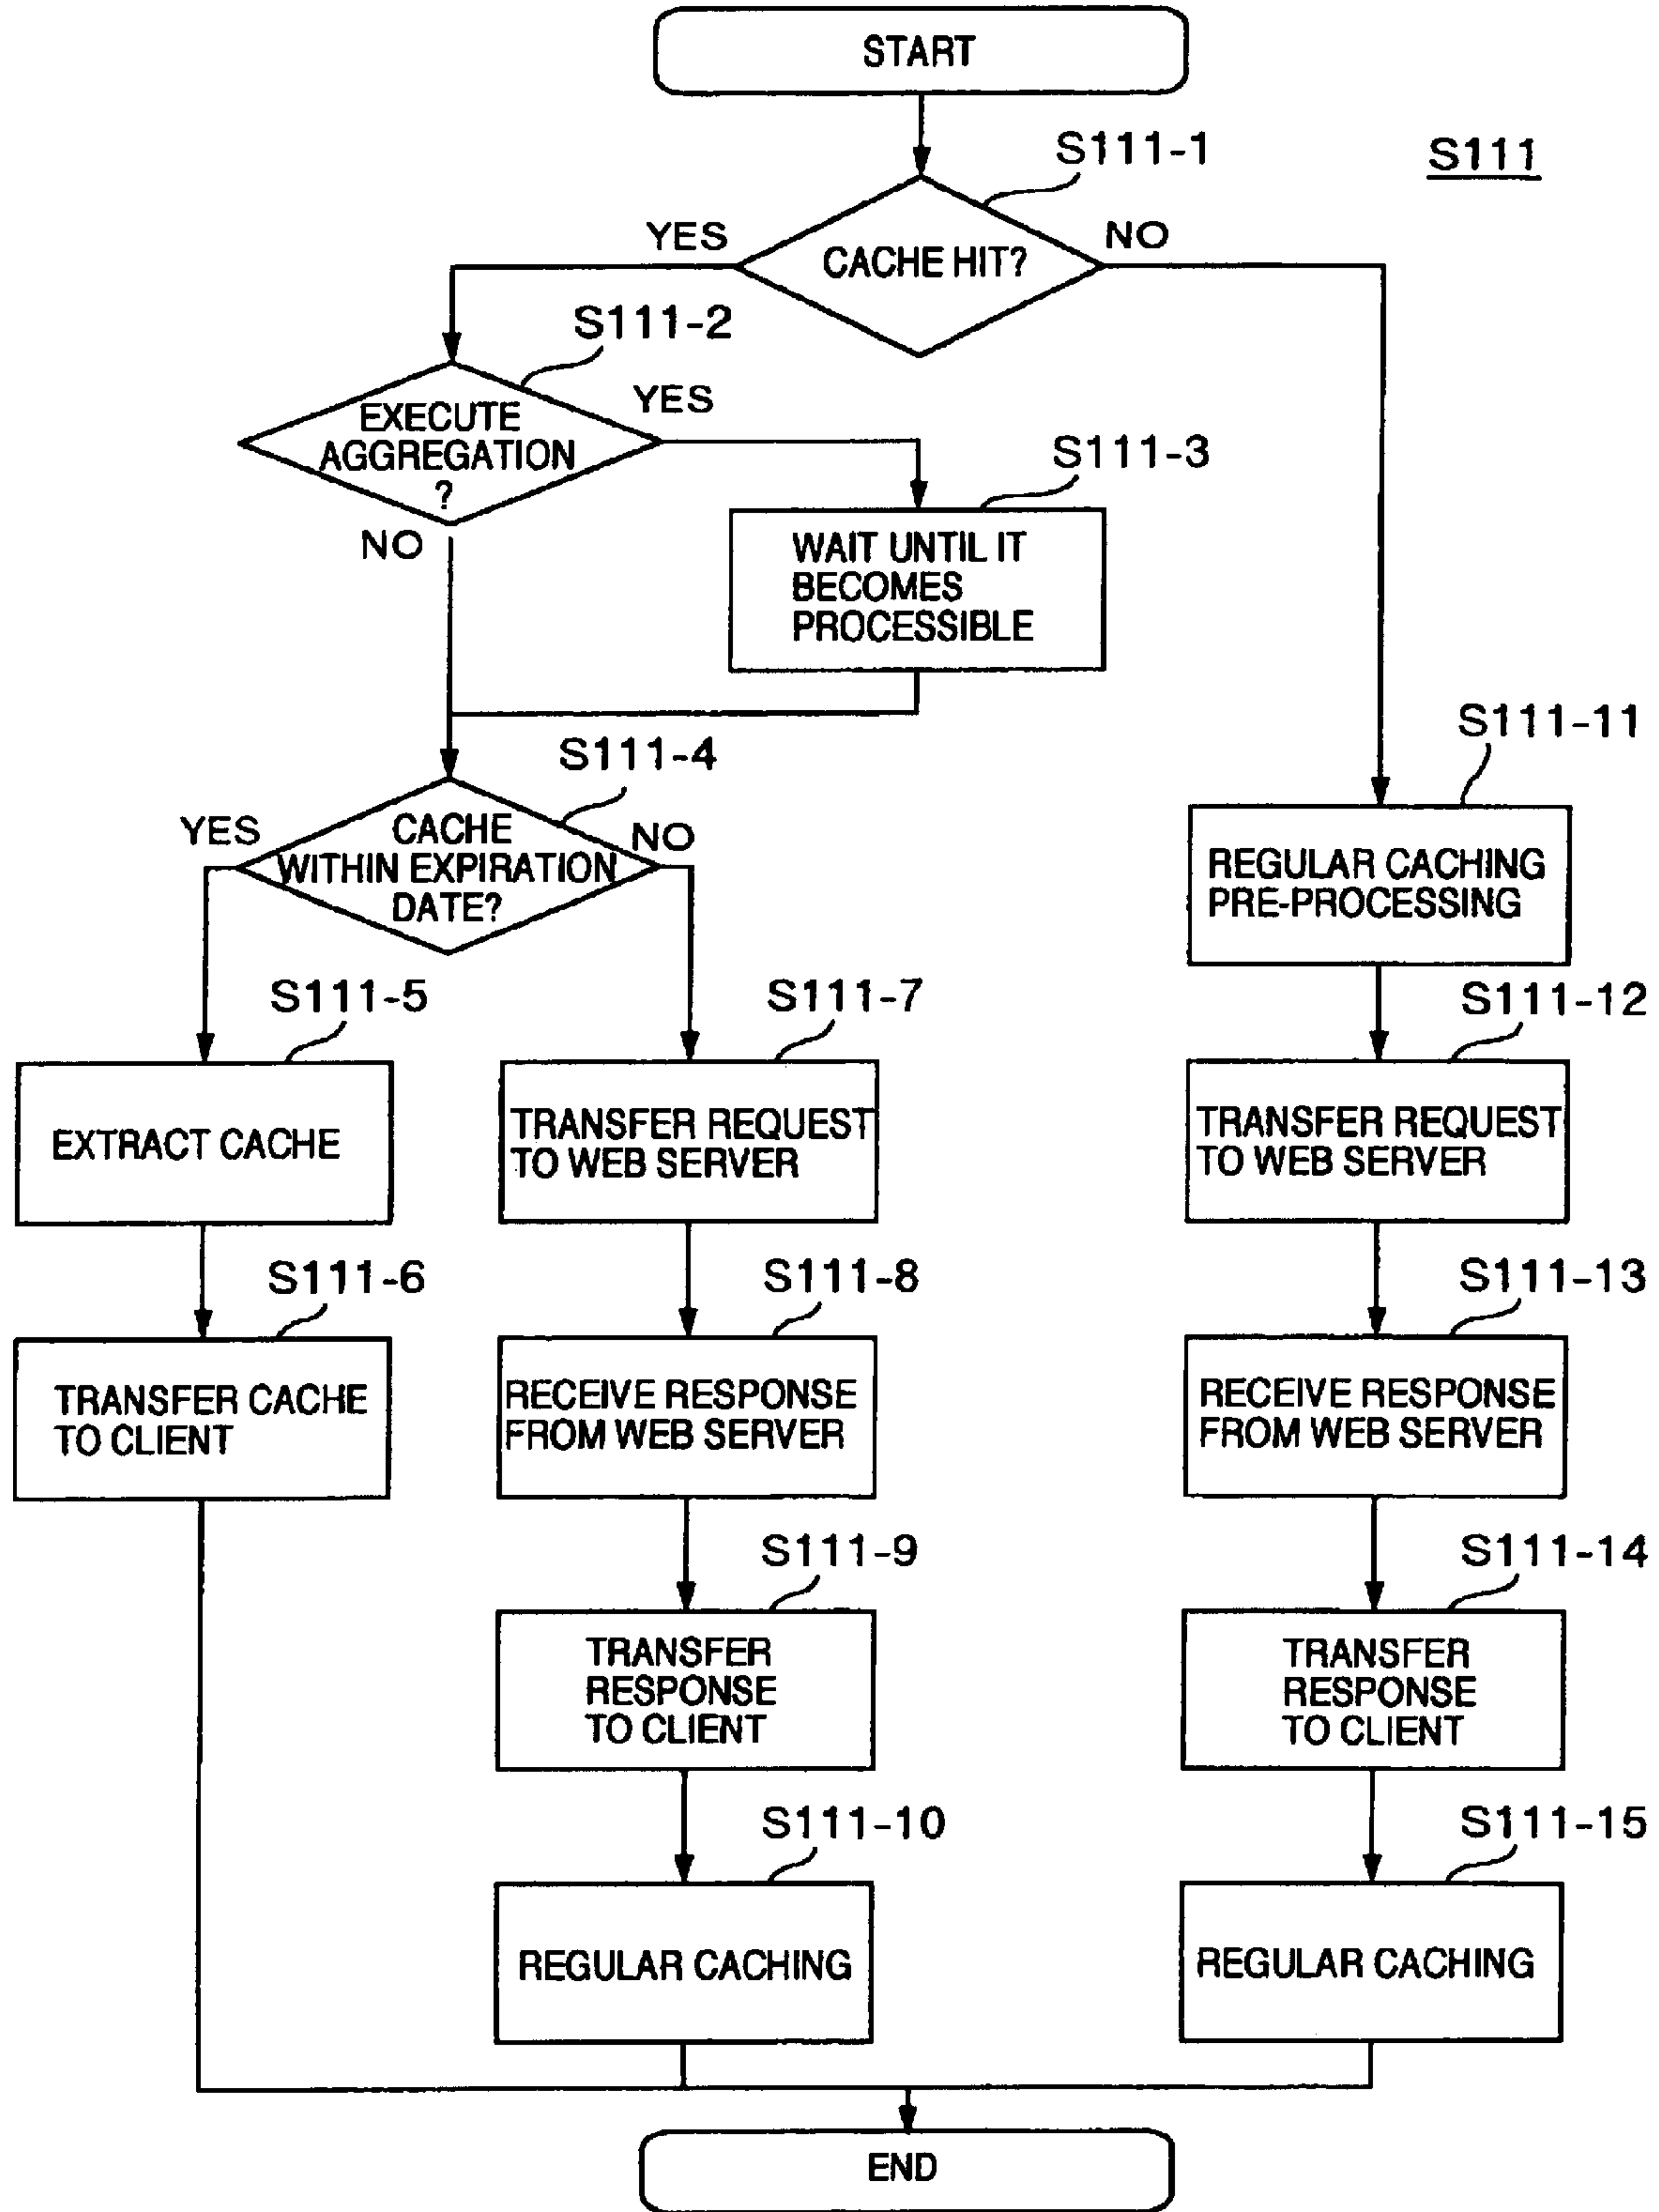 START
S111-1
S111
YES
CACHE HIT?
NO
S111-2
EXECUTE
AGGREGATION
?
YES
NO
S111-3
WAIT UNTIL IT
BECOMES
PROCESSIBLE
S111-4
YES
CACHE
WITHIN EXPIRATION
DATE?
NO
S111-11
REGULAR CACHING
PRE-PROCESSING
S111-5
EXTRACT CACHE
S111-7
TRANSFER REQUEST
TO WEB SERVER
S111-12
TRANSFER REQUEST
TO WEB SERVER
S111-6
TRANSFER CACHE
TO CLIENT
S111-8
RECEIVE RESPONSE
FROM WEB SERVER
S111-13
RECEIVE RESPONSE
FROM WEB SERVER
S111-9
TRANSFER
RESPONSE
TO CLIENT
S111-14
TRANSFER
RESPONSE
TO CLIENT
S111-10
REGULAR CACHING
S111-15
REGULAR CACHING
END